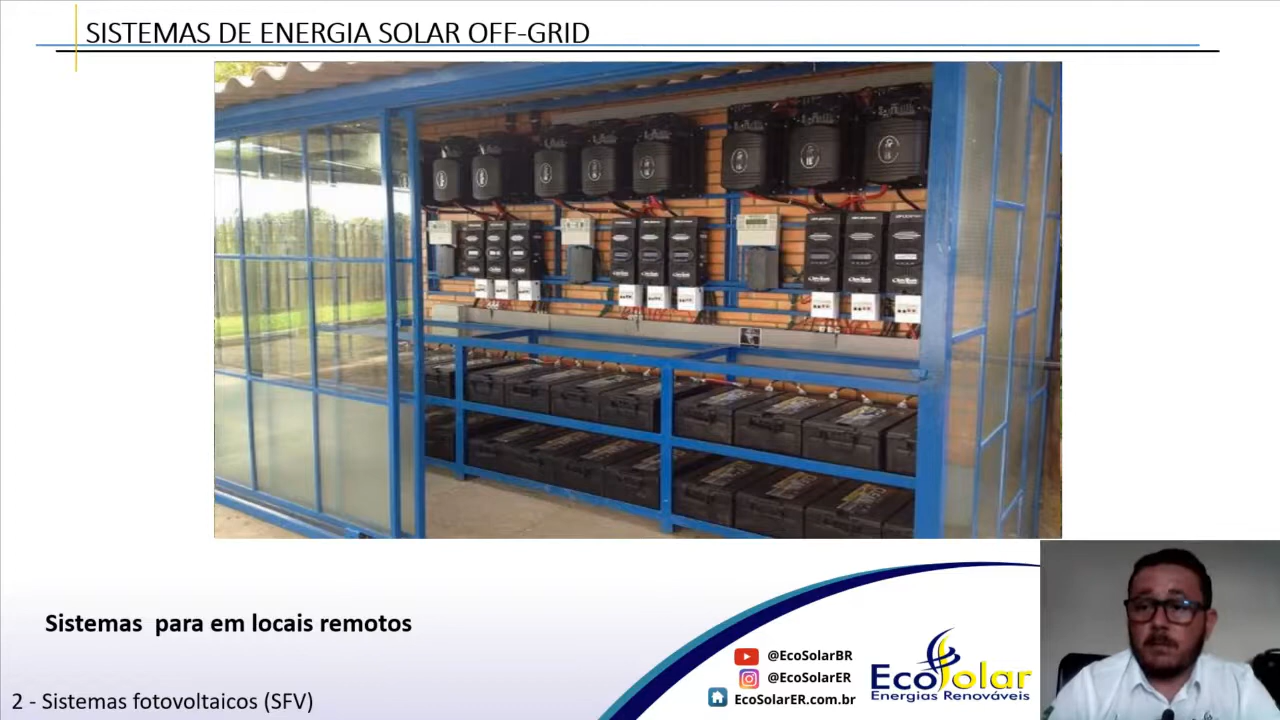 SISTEMAS DE ENERGIA SOLAR OFF-GRID
Sistemas  para em locais remotos
@EcoSolarBR
@EcoSolarER
EcoSolarER.com.br
EcoSolar
Energias Renováveis
2 - Sistemas fotovoltaicos (SFV)